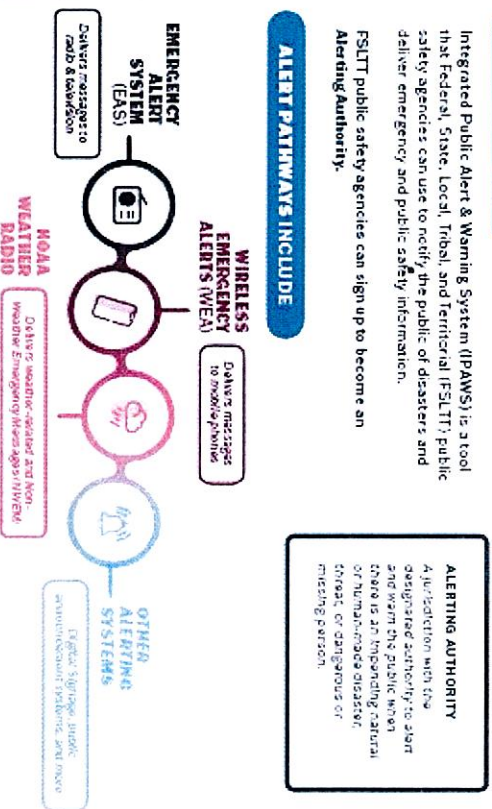 Integrated Public Alert & Warning System (IPAWS) is a tool
that Federal, State, Local, Tribal, and Territorial (FSLTT) public
safety agencies can use to notify the public of disasters and
deliver emergency and public safety information.
FSLTT public safety agencies can sign up to become an
Alerting Authority.
ALERTING AUTHORITY
A jurisdiction with the
designated authority to alert
and warn the public when
there is an impending natural
or human-made disaster,
threat, or dangerous or
missing person.
ALERT PATHWAYS INCLUDE
EMERGENCY
ALERT
SYSTEM
(EAS)
Delivers messages to
radio & television
WIRELESS
EMERGENCY
ALERTS (WEA)
Delivers messages
to mobile phones
NOAA
WEATHER
RADIO
Delivers weather-related and Non-
Weather Emergency Messages (NWEM)
OTHER
ALERTING
SYSTEMS
Digital Signage, public
announcement systems, and more